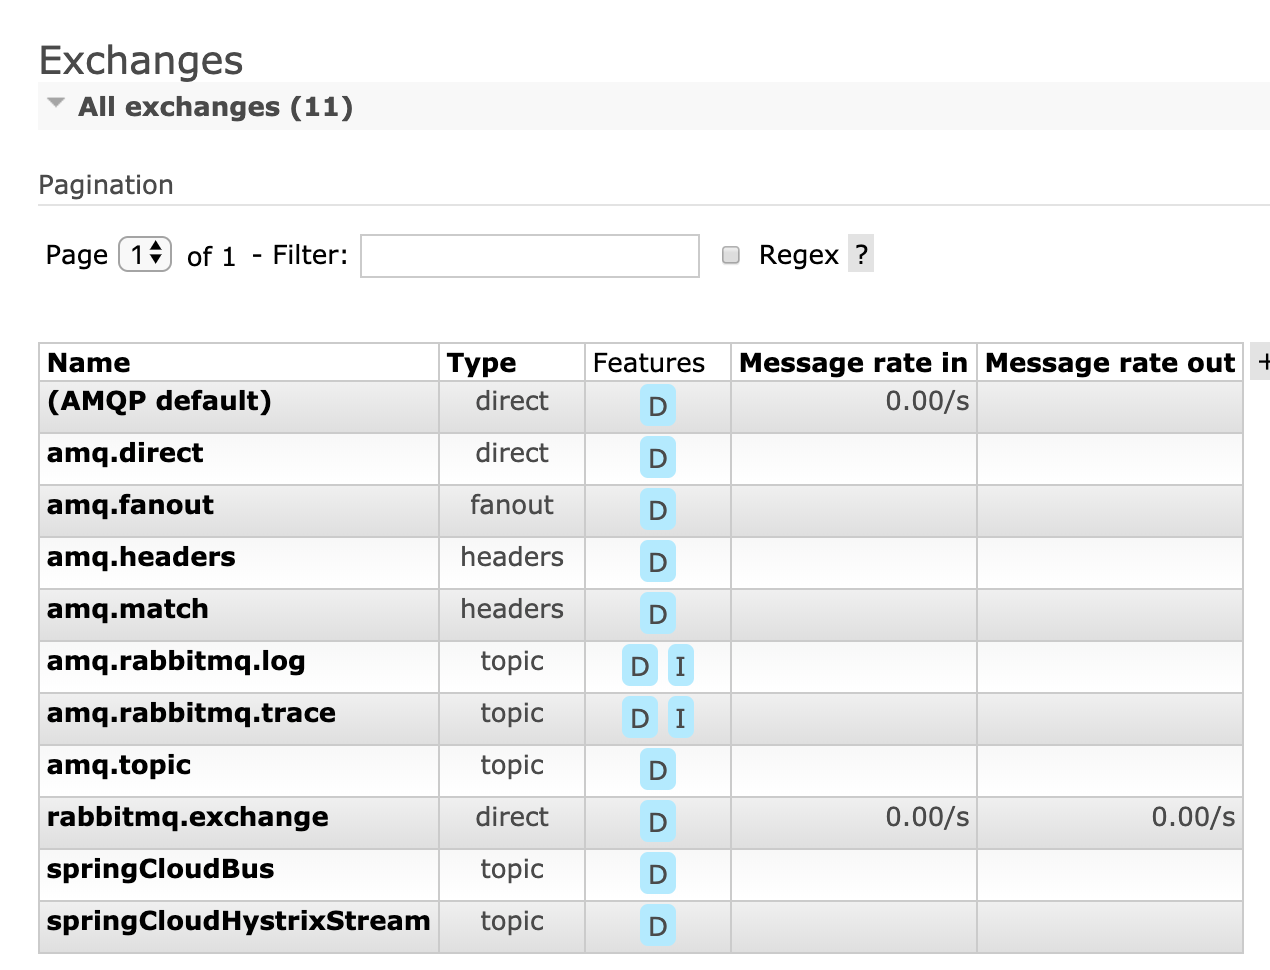 Exchanges
All exchanges (11)
Pagination
Page 1 of 1 - Filter: Regex ?
Name Type Features Message rate in Message rate out +
(AMQP default) direct D 0.00/s
amq.direct direct D
amq.fanout fanout D
amq.headers headers D
amq.match headers D
amq.rabbitmq.log topic D I
amq.rabbitmq.trace topic D I
amq.topic topic D
rabbitmq.exchange direct D 0.00/s 0.00/s
springCloudBus topic D
springCloudHystrixStream topic D